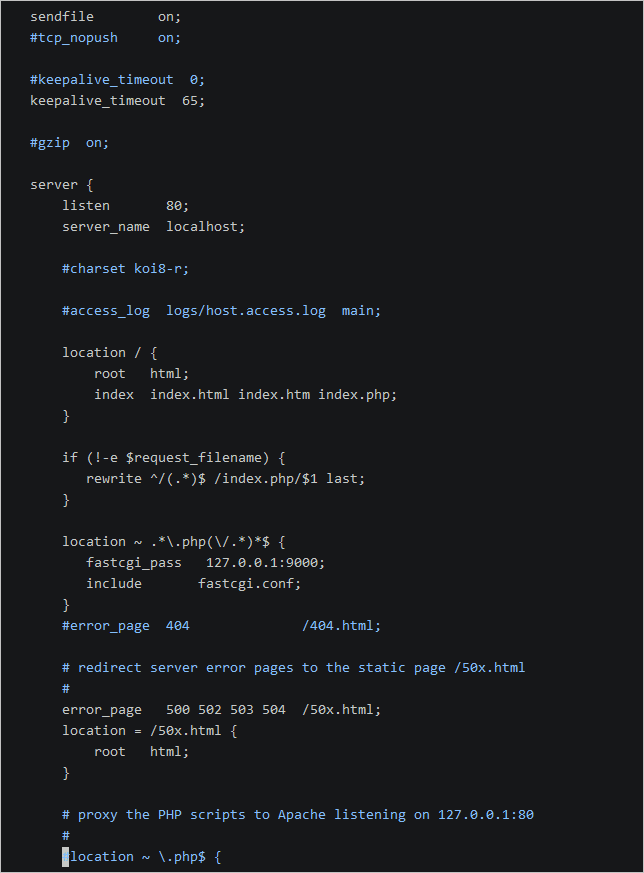 sendfile        on;
#tcp_nopush     on;
#keepalive_timeout  0;
keepalive_timeout  65;
#gzip  on;
server {
listen       80;
server_name  localhost;
#charset koi8-r;
#access_log  logs/host.access.log  main;
location / {
root   html;
index  index.html index.htm index.php;
}
if (!-e $request_filename) {
rewrite ^/(.*)$ /index.php/$1 last;
}
location ~ .*\.php(\/.*)*$ {
fastcgi_pass   127.0.0.1:9000;
include       fastcgi.conf;
}
#error_page  404              /404.html;
# redirect server error pages to the static page /50x.html
#
error_page   500 502 503 504  /50x.html;
location = /50x.html {
root   html;
}
# proxy the PHP scripts to Apache listening on 127.0.0.1:80
#
#location ~ \.php$ {